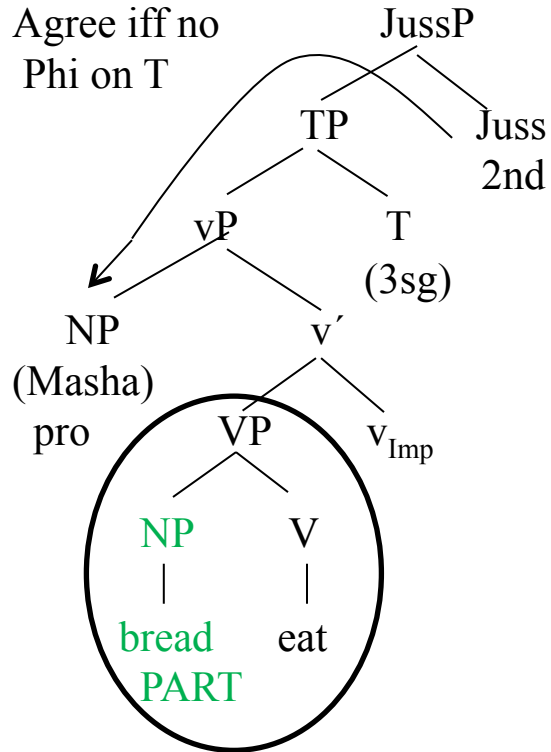 Agree iff no
Phi on T
JussP
TP
Juss
2nd
vP
T
(3sg)
NP
(Masha)
pro
v´
VP
vImp
NP
V
bread
PART
eat